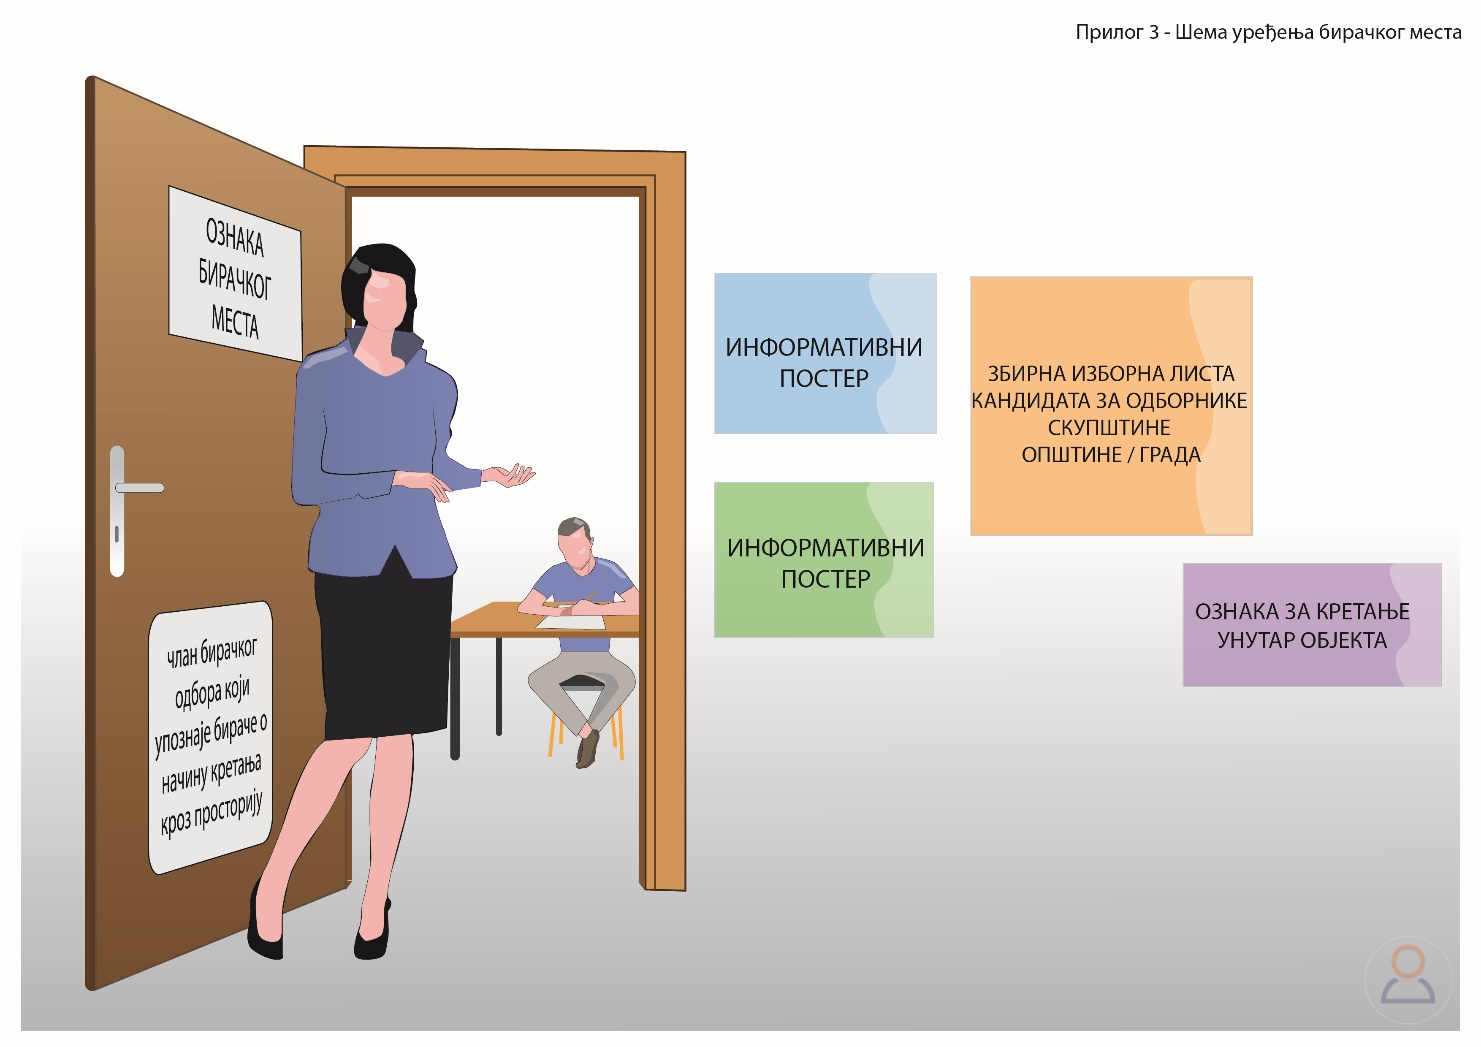 Прилог 3 - Шема уређења бирачког места
ОЗНАКА
БИРАЧКОГ
МЕСТА
члан бирачког
одбора који
упознаје бираче о
начину кретања
кроз просторију
ИНФОРМАТИВНИ
ПОСТЕР
ЗБИРНА ИЗБОРНА ЛИСТА
КАНДИДАТА ЗА ОДБОРНИКЕ
СКУПШТИНЕ
ОПШТИНЕ / ГРАДА
ИНФОРМАТИВНИ
ПОСТЕР
ОЗНАКА ЗА КРЕТАЊЕ
УНУТАР ОБЈЕКТА